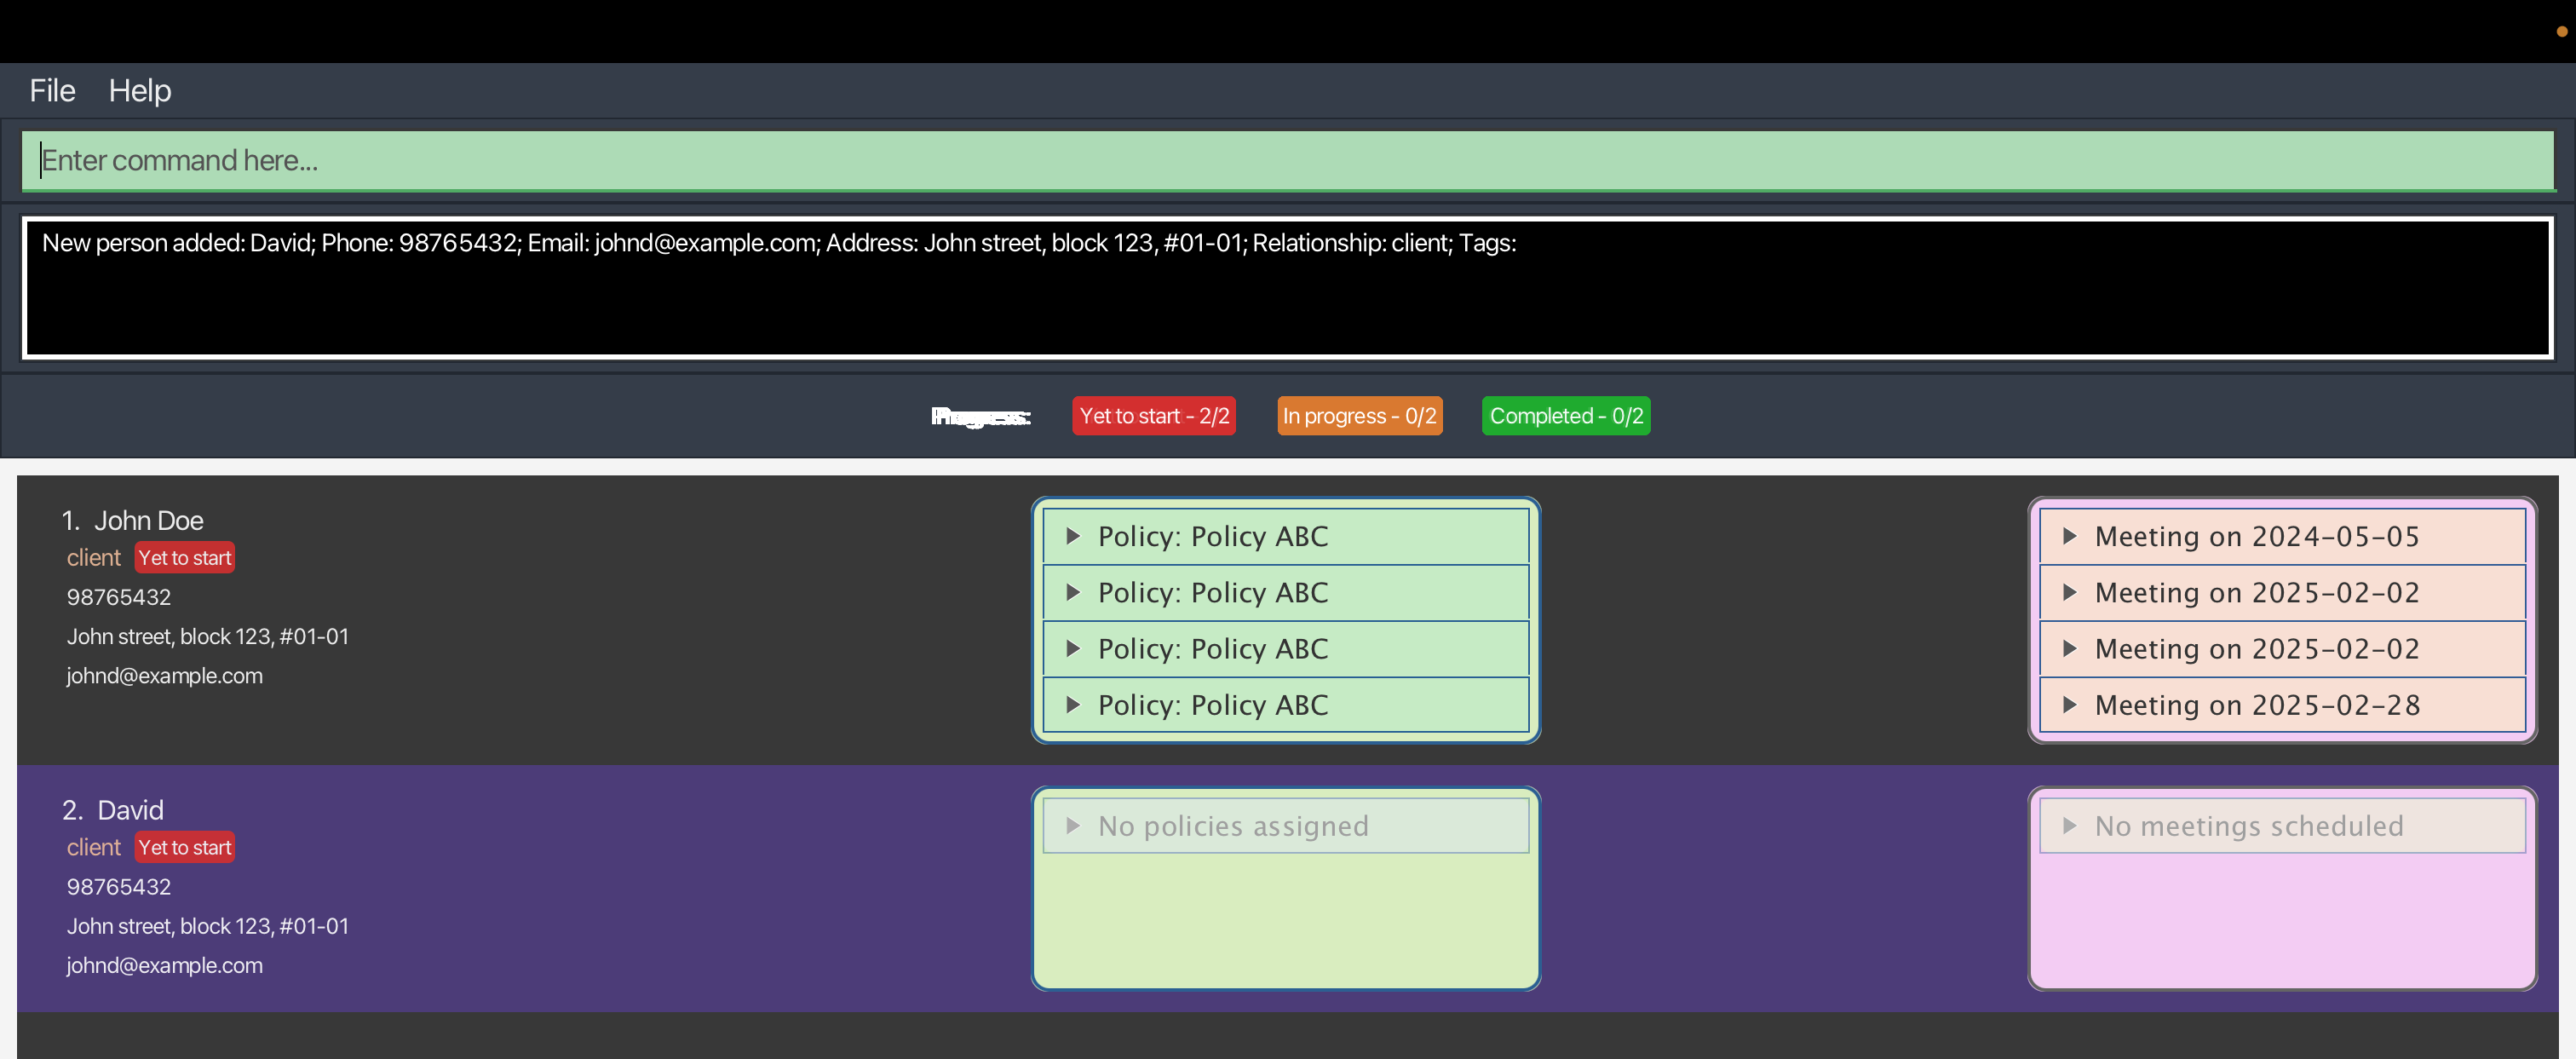 File Help
Enter command here...
New person added: David; Phone: 98765432; Email: johnd@example.com; Address: John street, block 123, #01-01; Relationship: client; Tags:
Yet to start - 2/2 In progress - 0/2 Completed - 0/2
1. John Doe
client Yet to start
98765432
John street, block 123, #01-01
johnd@example.com
Policy: Policy ABC
Policy: Policy ABC
Policy: Policy ABC
Policy: Policy ABC
Meeting on 2024-05-05
Meeting on 2025-02-02
Meeting on 2025-02-02
Meeting on 2025-02-28
2. David
client Yet to start
98765432
John street, block 123, #01-01
johnd@example.com
No policies assigned
No meetings scheduled